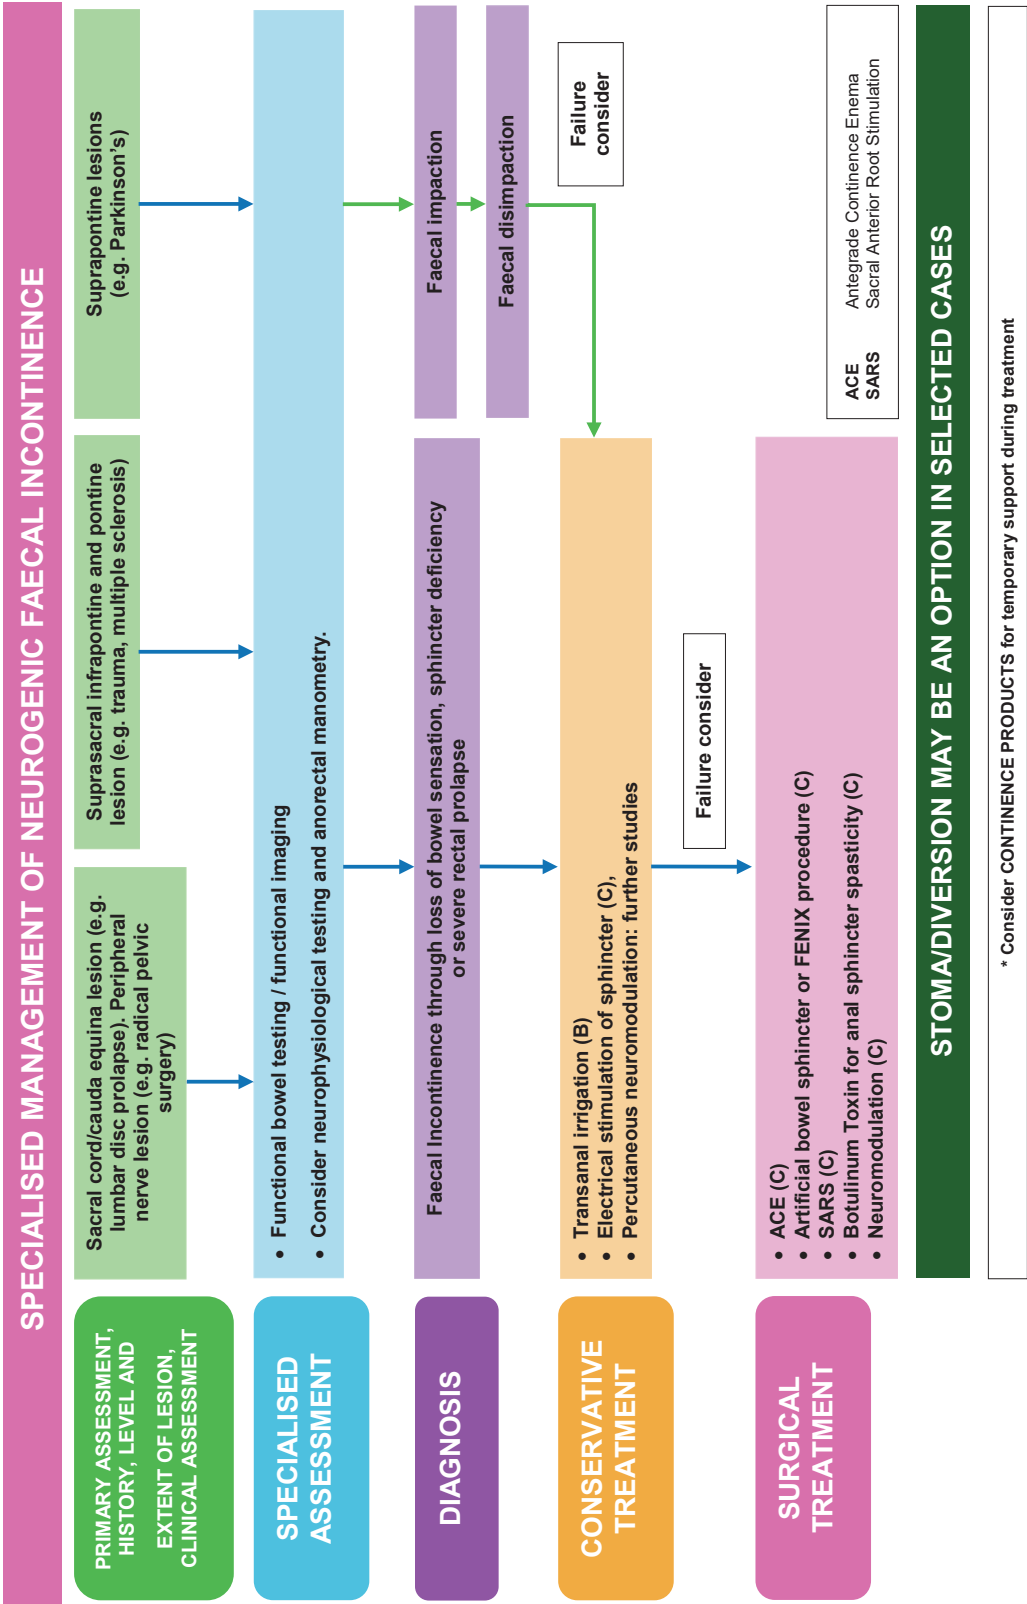 SPECIALISED MANAGEMENT OF NEUROGENIC FAECAL INCONTINENCE
PRIMARY ASSESSMENT,
HISTORY, LEVEL AND
EXTENT OF LESION,
CLINICAL ASSESSMENT
Sacral cord/cauda equina lesion (e.g.
lumbar disc prolapse). Peripheral
nerve lesion (e.g. radical pelvic
surgery)
Suprasacral infrapontine and pontine
lesion (e.g. trauma, multiple sclerosis)
Suprapontine lesions
(e.g. Parkinson's)
SPECIALISED
ASSESSMENT
• Functional bowel testing / functional imaging
• Consider neurophysiological testing and anorectal manometry.
DIAGNOSIS
Faecal Incontinence through loss of bowel sensation, sphincter deficiency
or severe rectal prolapse
Faecal impaction
Faecal disimpaction
CONSERVATIVE
TREATMENT
• Transanal irrigation (B)
• Electrical stimulation of sphincter (C),
• Percutaneous neuromodulation: further studies
Failure
consider
Failure consider
SURGICAL
TREATMENT
• ACE (C)
• Artificial bowel sphincter or FENIX procedure (C)
• SARS (C)
• Botulinum Toxin for anal sphincter spasticity (C)
• Neuromodulation (C)
ACE Antegrade Continence Enema
SARS Sacral Anterior Root Stimulation
STOMA/DIVERSION MAY BE AN OPTION IN SELECTED CASES
* Consider CONTINENCE PRODUCTS for temporary support during treatment